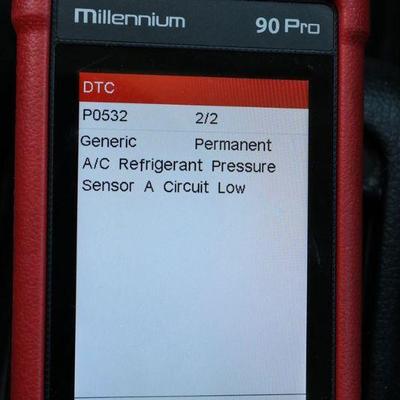 Millennium 90 Pro
DTC
P0532 2/2
Generic Permanent
A/C Refrigerant Pressure
Sensor A Circuit Low